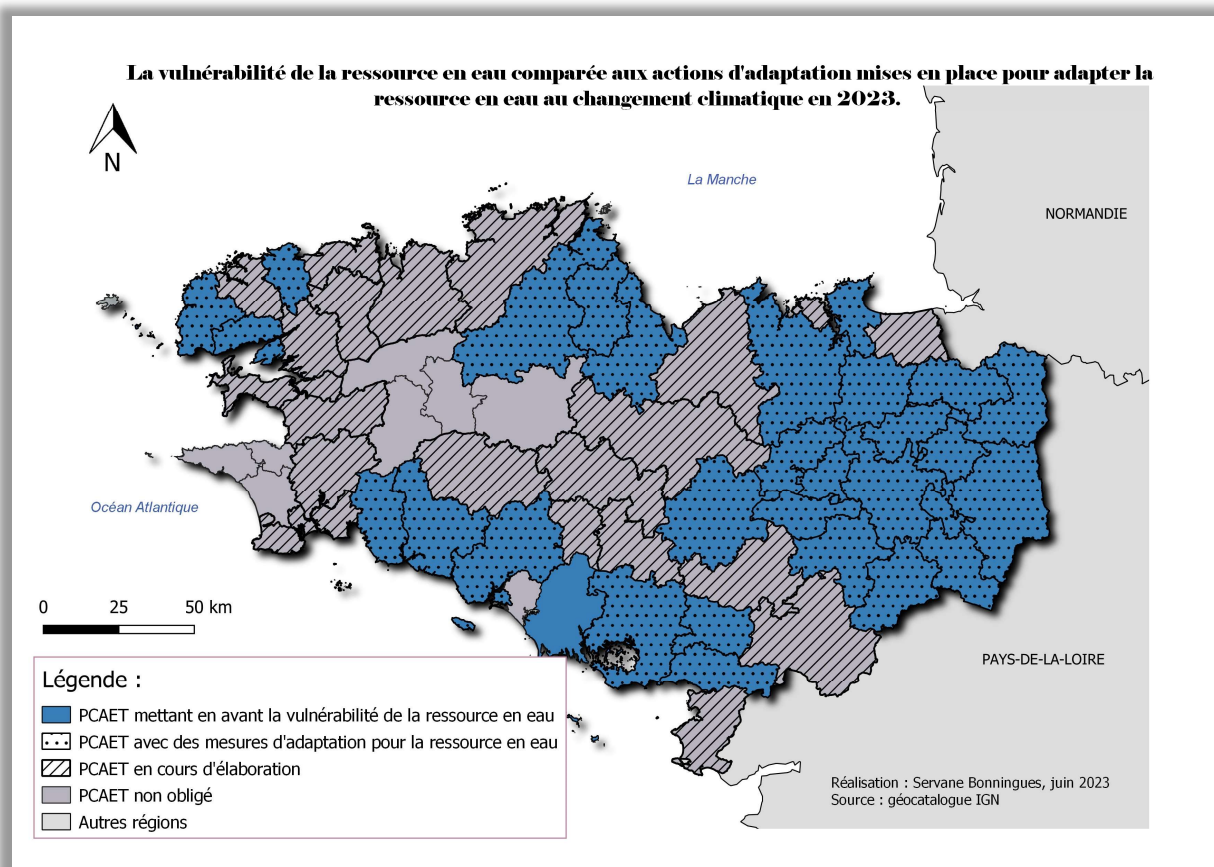 La vulnérabilité de la ressource en eau comparée aux actions d'adaptation mises en place pour adapter la
ressource en eau au changement climatique en 2023.
N
La Manche
NORMANDIE
Océan Atlantique
0 25 50 km
PAYS-DE-LA-LOIRE
Légende :
PCAET mettant en avant la vulnérabilité de la ressource en eau
PCAET avec des mesures d'adaptation pour la ressource en eau
PCAET en cours d'élaboration
PCAET non obligé
Autres régions
Réalisation : Servane Bonningues, juin 2023
Source : géocatalogue IGN